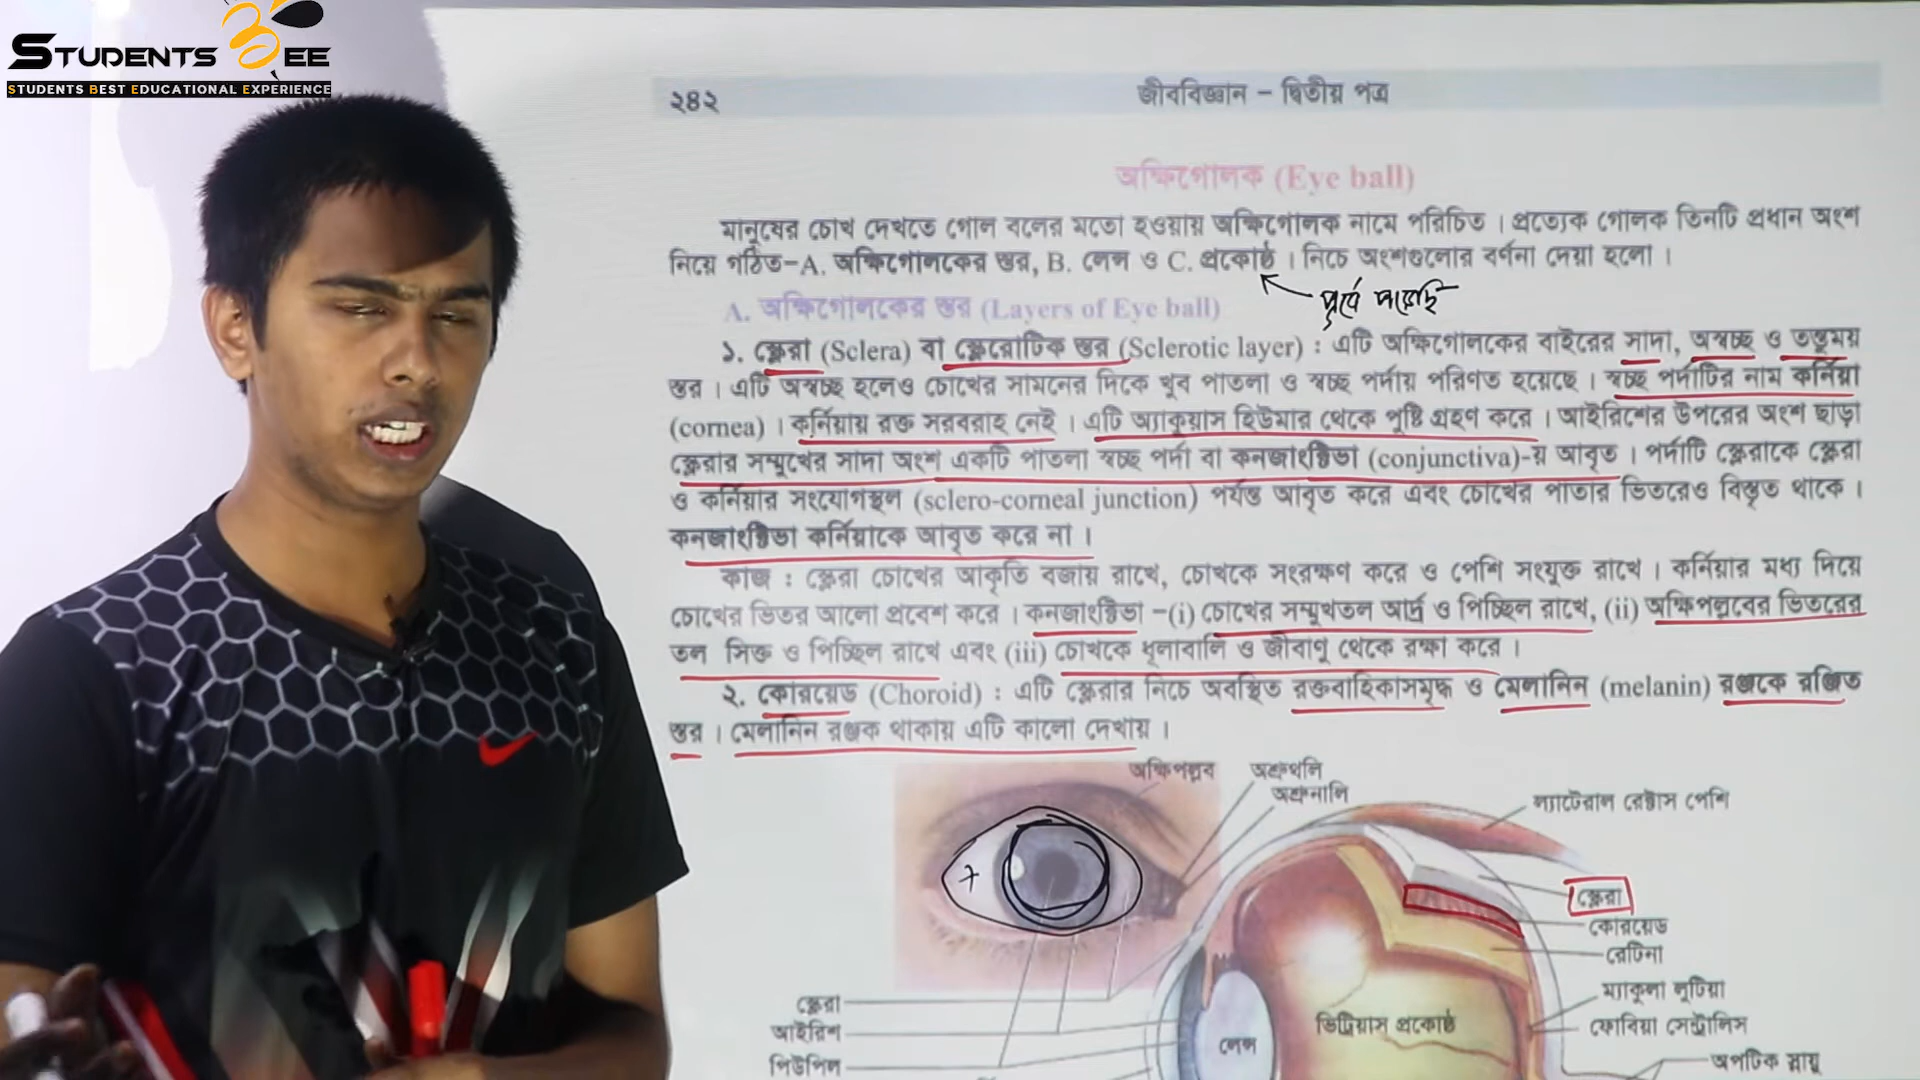 STUDENTS BEE
STUDENTS BEST EDUCATIONAL EXPERIENCE
২৪২
জীববিজ্ঞান – দ্বিতীয় পত্র
অক্ষিগোলক (Eye ball)
মানুষের চোখ দেখতে গোল বলের মতো হওয়ায় অক্ষিগোলক নামে পরিচিত। প্রত্যেক গোলক তিনটি প্রধান অংশ
নিয়ে গঠিত–A. অক্ষিগোলকের স্তর, B. লেন্স ও C. প্রকোষ্ঠ। নিচে অংশগুলোর বর্ণনা দেয়া হলো।
পূর্বে পড়েছি
A. অক্ষিগোলকের স্তর (Layers of Eye ball)
১. স্ক্লেরা (Sclera) বা স্ক্লেরোটিক স্তর (Sclerotic layer) : এটি অক্ষিগোলকের বাইরের সাদা, অস্বচ্ছ ও তন্তুময়
স্তর। এটি অস্বচ্ছ হলেও চোখের সামনের দিকে খুব পাতলা ও স্বচ্ছ পর্দায় পরিণত হয়েছে। স্বচ্ছ পর্দাটির নাম কর্নিয়া
(cornea)। কর্নিয়ায় রক্ত সরবরাহ নেই। এটি অ্যাকুয়াস হিউমার থেকে পুষ্টি গ্রহণ করে। আইরিশের উপরের অংশ ছাড়া
স্ক্লেরার সম্মুখের সাদা অংশ একটি পাতলা স্বচ্ছ পর্দা বা কনজাংক্টিভা (conjunctiva)-য় আবৃত। পর্দাটি স্ক্লেরাকে স্ক্লেরা
ও কর্নিয়ার সংযোগস্থল (sclero-corneal junction) পর্যন্ত আবৃত করে এবং চোখের পাতার ভিতরেও বিস্তৃত থাকে।
কনজাংক্টিভা কর্নিয়াকে আবৃত করে না।
কাজ : স্ক্লেরা চোখের আকৃতি বজায় রাখে, চোখকে সংরক্ষণ করে ও পেশি সংযুক্ত রাখে। কর্নিয়ার মধ্য দিয়ে
চোখের ভিতর আলো প্রবেশ করে। কনজাংক্টিভা –(i) চোখের সম্মুখতল আর্দ্র ও পিচ্ছিল রাখে, (ii) অক্ষিপল্লবের ভিতরের
তল সিক্ত ও পিচ্ছিল রাখে এবং (iii) চোখকে ধূলাবালি ও জীবাণু থেকে রক্ষা করে।
২. কোরয়েড (Choroid) : এটি স্ক্লেরার নিচে অবস্থিত রক্তবাহিকাসমৃদ্ধ ও মেলানিন (melanin) রঞ্জকে রঞ্জিত
স্তর। মেলানিন রঞ্জক থাকায় এটি কালো দেখায়।
অক্ষিপল্লব
অশ্রুথলি
অশ্রুনালি
ল্যাটেরাল রেক্টাস পেশি
স্ক্লেরা
কোরয়েড
রেটিনা
ম্যাকুলা লুটিয়া
ফোবিয়া সেন্ট্রালিস
অপটিক স্নায়ু
স্ক্লেরা
আইরিশ
পিউপিল
লেন্স
ভিট্রিয়াস প্রকোষ্ঠ